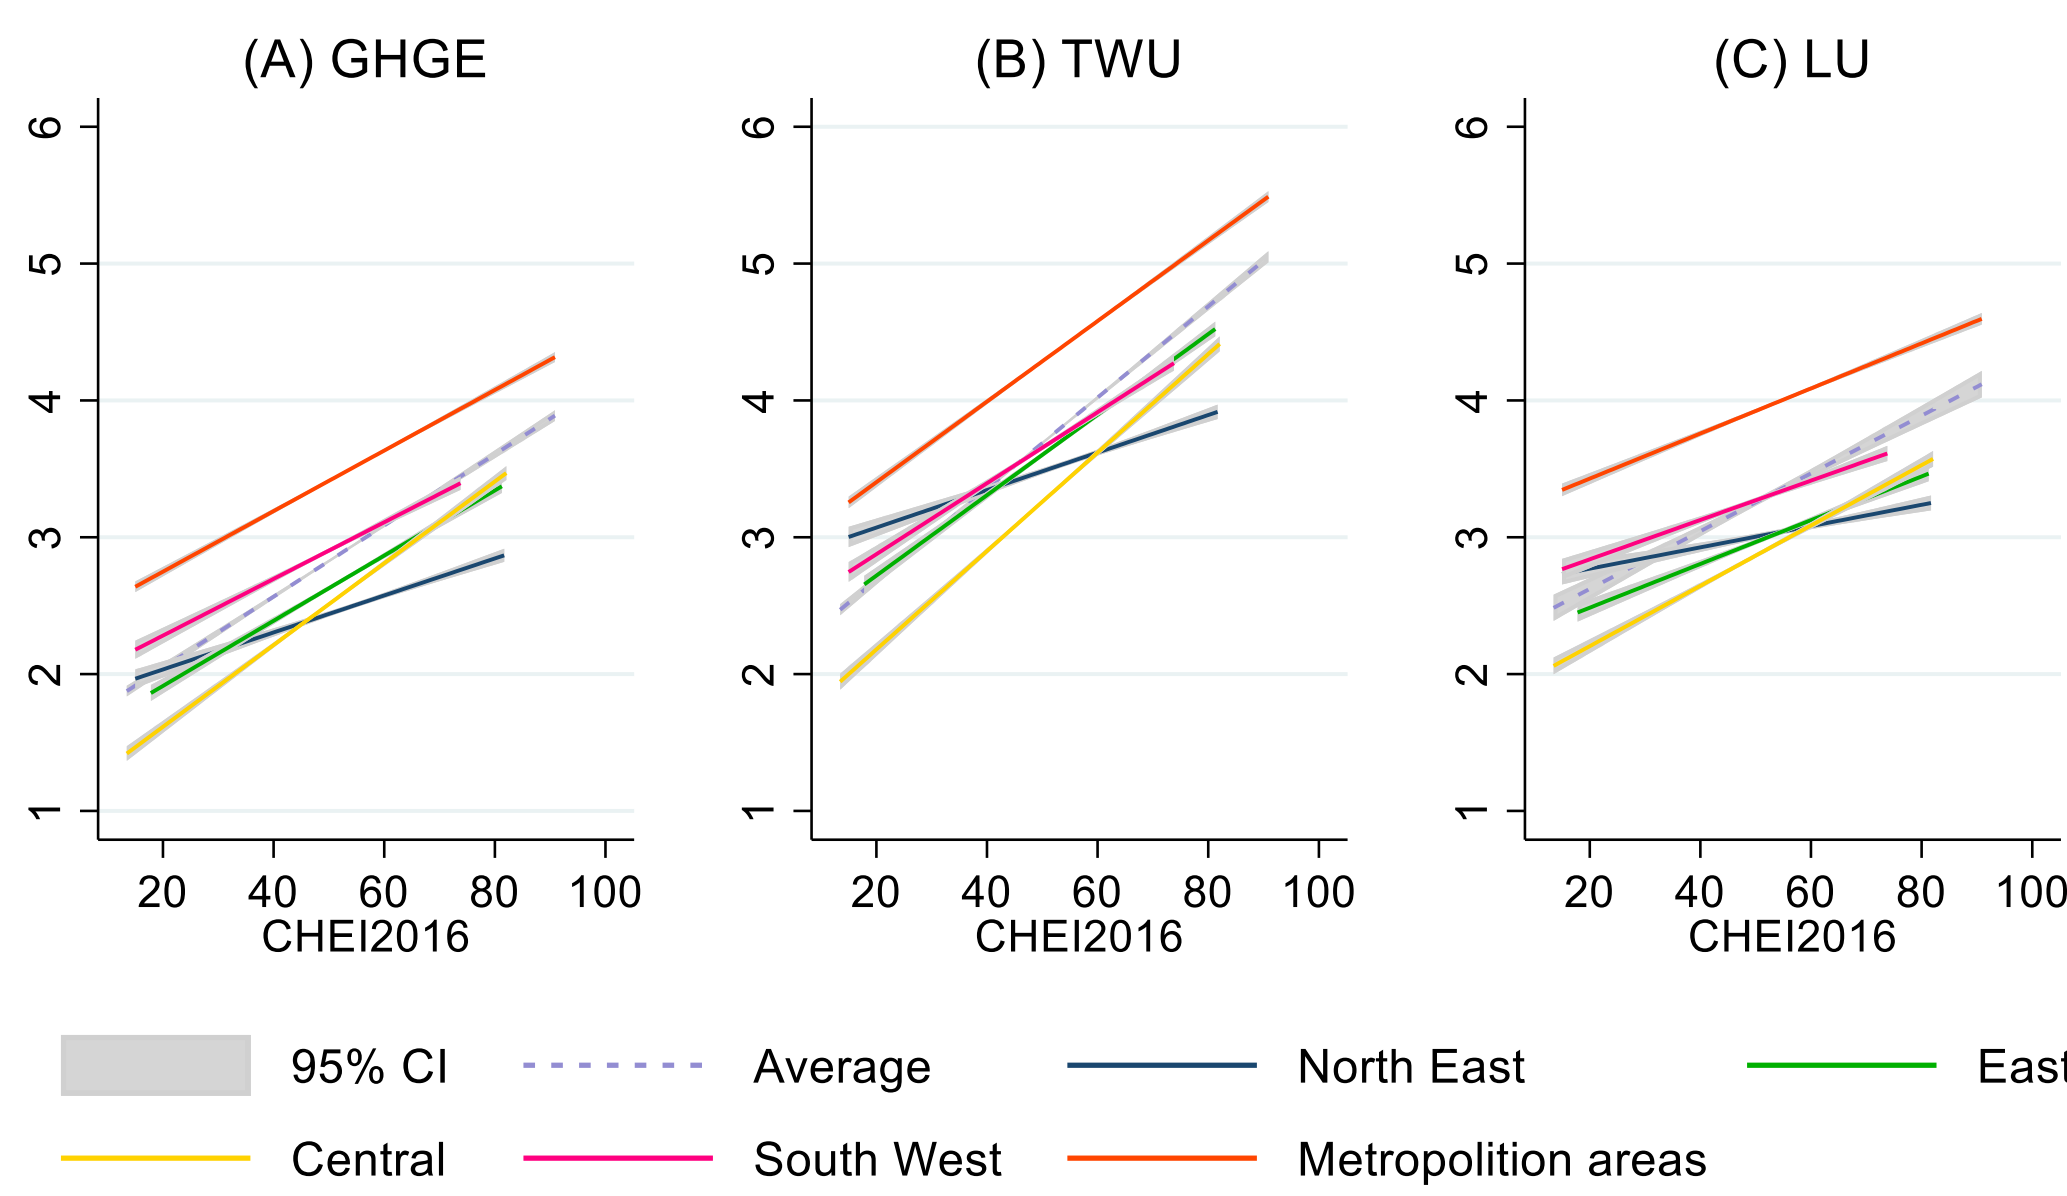 (A) GHGE (B) TWU (C) LU
6 6 6
5 5 5
4 4 4
3 3 3
2 2 2
1 1 1
20 40 60 80 100 20 40 60 80 100 20 40 60 80 100
CHEI2016 CHEI2016 CHEI2016
95% CI Average North East East
Central South West Metropolition areas